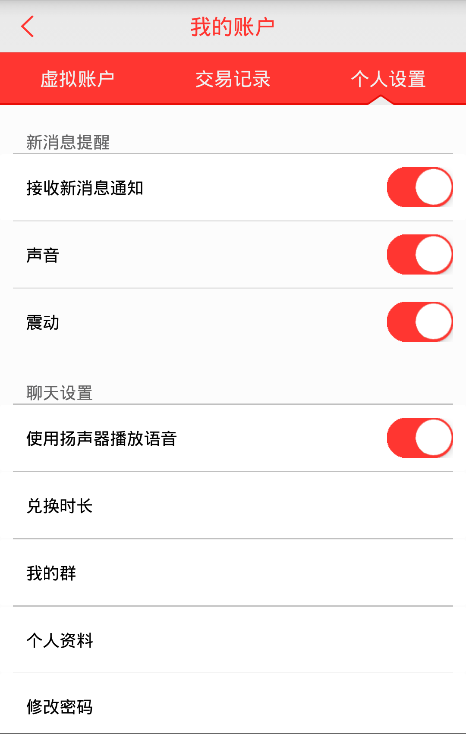 我的账户
虚拟账户 交易记录 个人设置
新消息提醒
接收新消息通知
声音
震动
聊天设置
使用扬声器播放语音
兑换时长
我的群
个人资料
修改密码